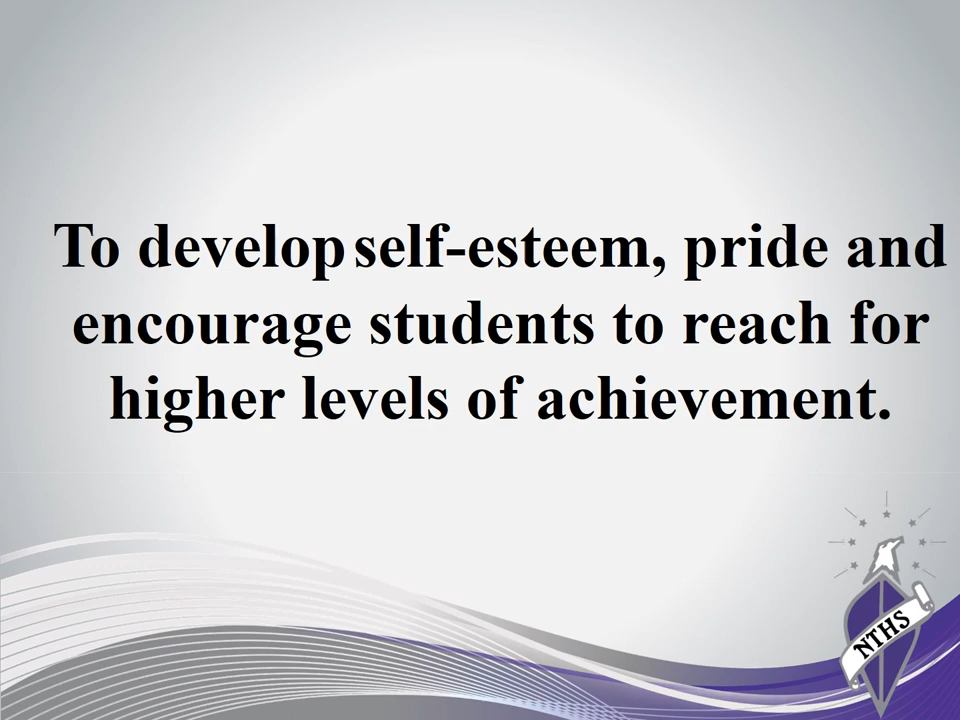 To develop self-esteem, pride and
encourage students to reach for
higher levels of achievement.
NTHS